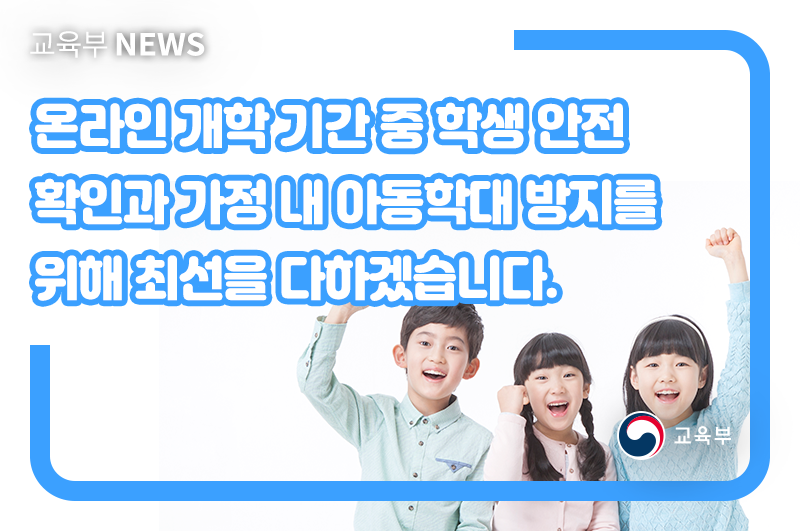 교육부 NEWS
온라인 개학 기간 중 학생 안전
확인과 가정 내 아동학대 방지를
위해 최선을 다하겠습니다.
교육부